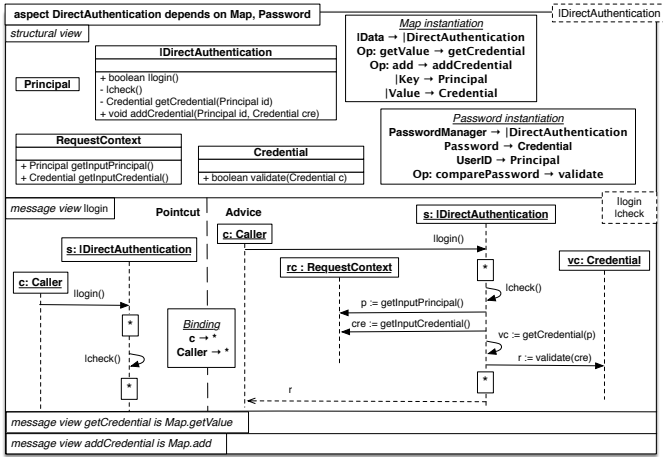 aspect DirectAuthentication depends on Map, Password
|DirectAuthentication
structural view
|DirectAuthentication
+ boolean |login()
- |check()
- Credential getCredential(Principal id)
+ void addCredential(Principal id, Credential cre)
Principal
Map instantiation
|Data → |DirectAuthentication
Op: getValue → getCredential
Op: add → addCredential
|Key → Principal
|Value → Credential
RequestContext
+ Principal getInputPrincipal()
+ Credential getInputCredential()
Credential
+ boolean validate(Credential c)
Password instantiation
PasswordManager → |DirectAuthentication
Password → Credential
UserID → Principal
Op: comparePassword → validate
message view |login
Pointcut
Advice
|login
|check
s: |DirectAuthentication
c: Caller
|login()
*
|check()
*
Binding
c → *
Caller → *
c: Caller
s: |DirectAuthentication
|login()
rc : RequestContext
*
vc: Credential
|check()
p := getInputPrincipal()
cre := getInputCredential()
vc := getCredential(p)
r := validate(cre)
*
r
message view getCredential is Map.getValue
message view addCredential is Map.add